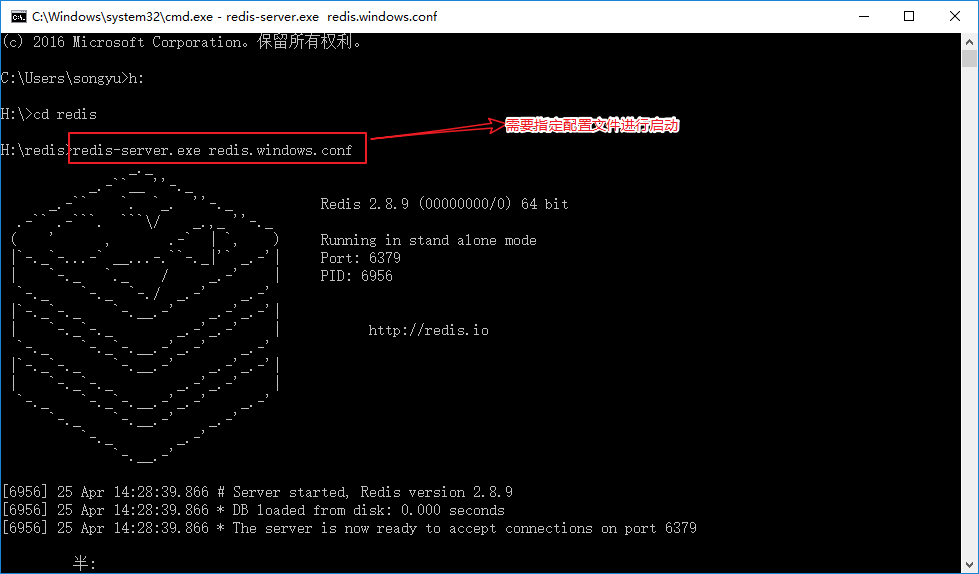 C:\Windows\system32\cmd.exe - redis-server.exe  redis.windows.conf
(c) 2016 Microsoft Corporation。保留所有权利。
C:\Users\songyu>h:
H:\>cd redis
需要指定配置文件进行启动
H:\redis>redis-server.exe redis.windows.conf
Redis 2.8.9 (00000000/0) 64 bit
Running in stand alone mode
Port: 6379
PID: 6956
http://redis.io
[6956] 25 Apr 14:28:39.866 # Server started, Redis version 2.8.9
[6956] 25 Apr 14:28:39.866 * DB loaded from disk: 0.000 seconds
[6956] 25 Apr 14:28:39.866 * The server is now ready to accept connections on port 6379
半: